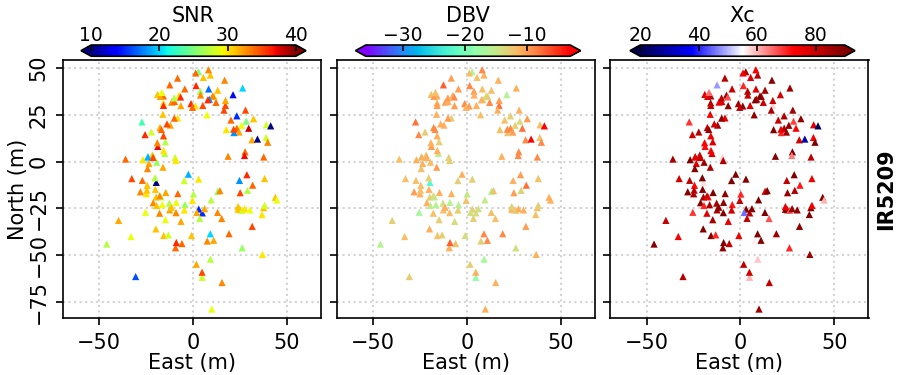 SNR DBV Xc
10 20 30 40 −30 −20 −10 20 40 60 80
50
25
0
−25
−50
−75
North (m)
IR5209
−50 0 50 −50 0 50 −50 0 50
East (m) East (m) East (m)